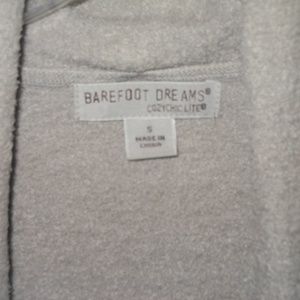 BAREFOOT DREAMS®
COZYCHIC LITE®
S
MADE IN
CHINA